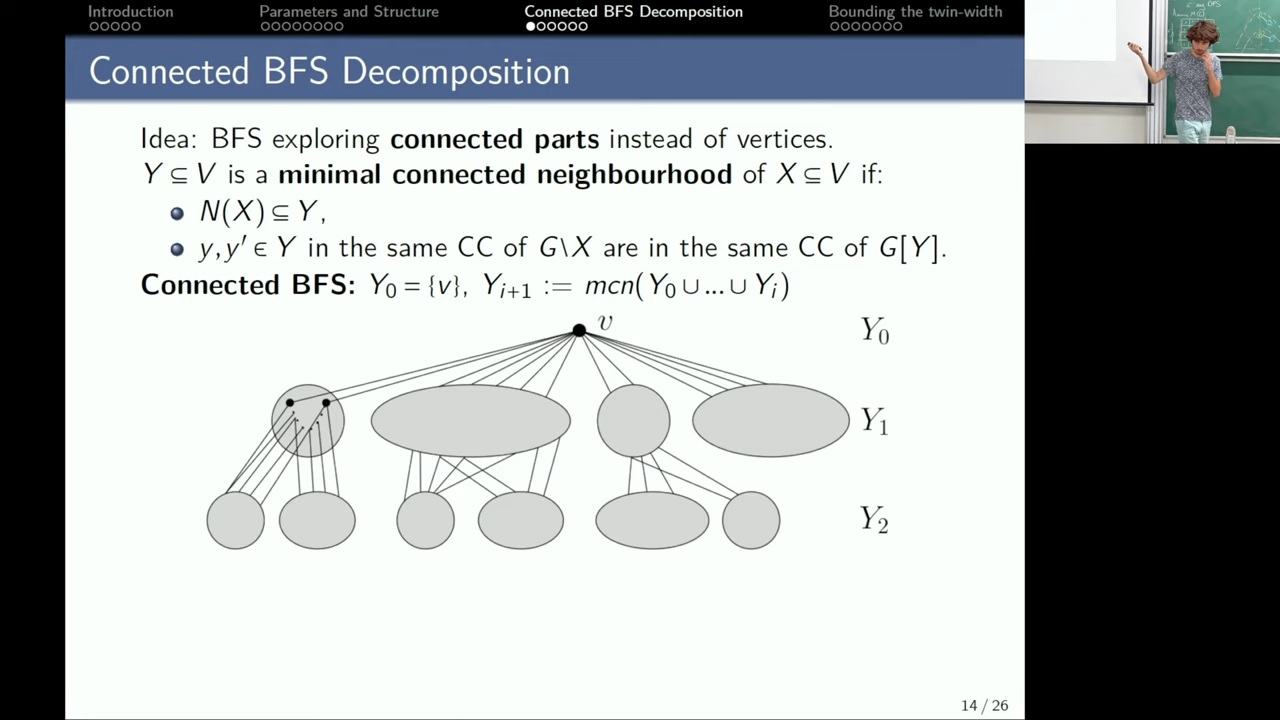 Introduction Parameters and Structure Connected BFS Decomposition Bounding the twin-width
Connected BFS Decomposition
Idea: BFS exploring connected parts instead of vertices.
Y ⊆ V is a minimal connected neighbourhood of X ⊆ V if:
N(X) ⊆ Y,
y, y′ ∈ Y in the same CC of G\X are in the same CC of G[Y].
Connected BFS: Y₀ = {v}, Yᵢ₊₁ := mcn(Y₀ ∪ ... ∪ Yᵢ)
v
Y₀
Y₁
Y₂
14 / 26